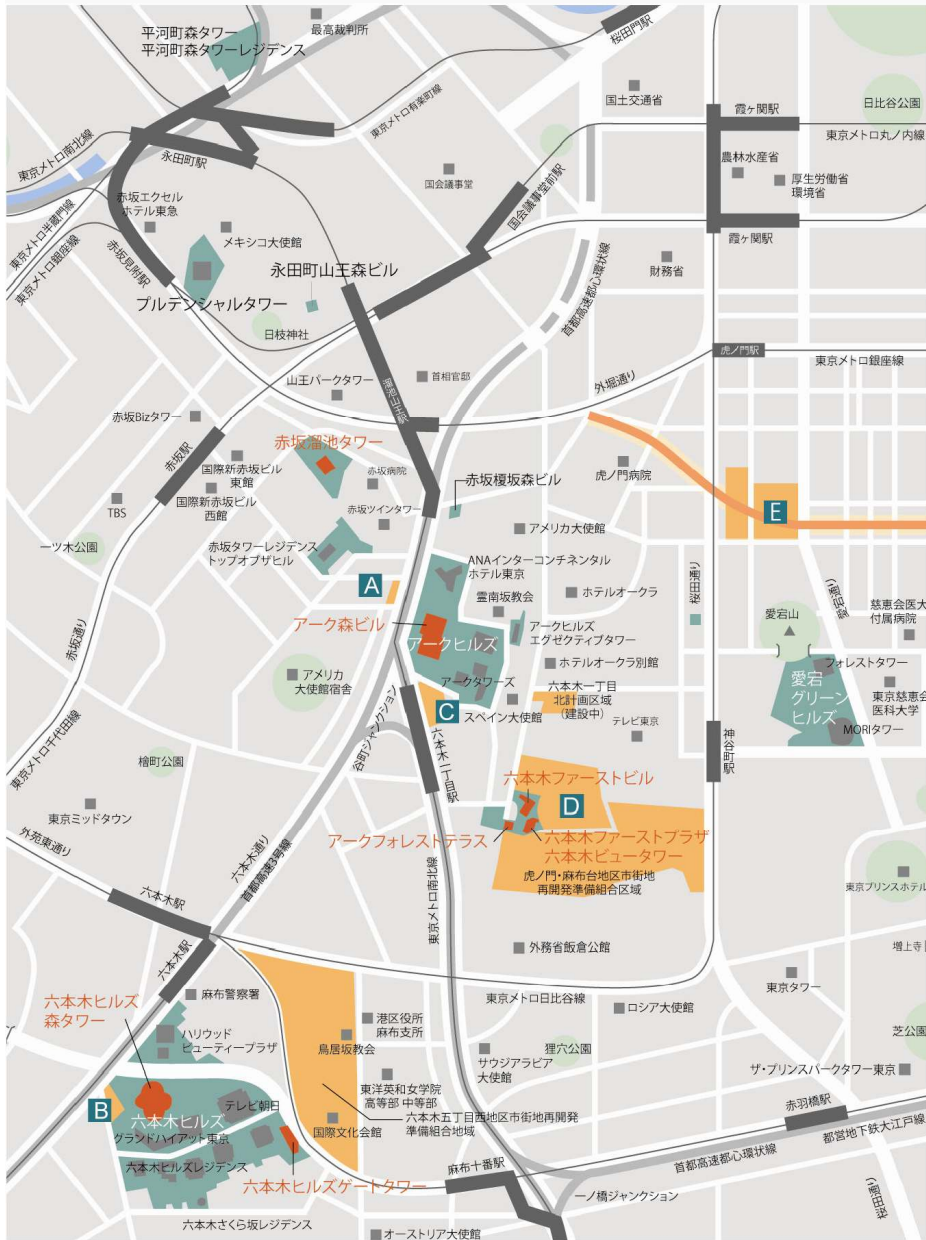 平河町森タワー
平河町森タワーレジデンス
最高裁判所
桜田門駅
国土交通省
霞ヶ関駅
日比谷公園
東京メトロ有楽町線
東京メトロ丸ノ内線
東京メトロ南北線
永田町駅
国会議事堂
国会議事堂前駅
農林水産省
厚生労働省
環境省
東京メトロ半蔵門線
東京メトロ銀座線
赤坂エクセル
ホテル東急
赤坂見附駅
メキシコ大使館
霞ヶ関駅
永田町山王森ビル
財務省
首都高速都心環状線
プルデンシャルタワー
日枝神社
虎ノ門駅
東京メトロ銀座線
山王パークタワー
首相官邸
溜池山王駅
外堀通り
赤坂Bizタワー
赤坂駅
赤坂溜池タワー
国際新赤坂ビル
東館
赤坂病院
赤坂榎坂森ビル
虎ノ門病院
国際新赤坂ビル
西館
TBS
赤坂ツインタワー
アメリカ大使館
E
一ツ木公園
赤坂タワーレジデンス
トップオブザヒル
ANAインターコンチネンタル
ホテル東京
A
ホテルオークラ
桜田通り
愛宕通り
霊南坂教会
愛宕山
慈恵会医大
付属病院
赤坂通り
アーク森ビル
アークヒルズ
アークヒルズ
エグゼクティブタワー
ホテルオークラ別館
フォレストタワー
アメリカ
大使館宿舎
アークタワーズ
六本木一丁目
北計画区域
(建設中)
愛宕
グリーン
ヒルズ
東京慈恵会
医科大学
C
スペイン大使館
テレビ東京
MORIタワー
東京メトロ千代田線
谷町ジャンクション
六本木一丁目駅
神谷町駅
檜町公園
六本木ファーストビル
D
東京ミッドタウン
アークフォレストテラス
六本木ファーストプラザ
六本木ビュータワー
外苑東通り
六本木通り
首都高速3号線
東京メトロ南北線
虎ノ門・麻布台地区市街地
再開発準備組合区域
東京プリンスホテル
六本木駅
外務省飯倉公館
増上寺
六本木駅
麻布警察署
東京メトロ日比谷線
東京タワー
六本木ヒルズ
森タワー
ロシア大使館
港区役所
麻布支所
ハリウッド
ビューティープラザ
鳥居坂教会
サウジアラビア
大使館
狸穴公園
芝公園
ザ・プリンスパークタワー東京
東洋英和女学院
高等部 中等部
B
六本木ヒルズ
テレビ朝日
グランドハイアット東京
国際文化会館
六本木五丁目西地区市街地再開発
準備組合地域
赤羽橋駅
都営地下鉄大江戸線
首都高速都心環状線
六本木ヒルズレジデンス
麻布十番駅
六本木ヒルズゲートタワー
一ノ橋ジャンクション
桜田通り
六本木さくら坂レジデンス
オーストリア大使館